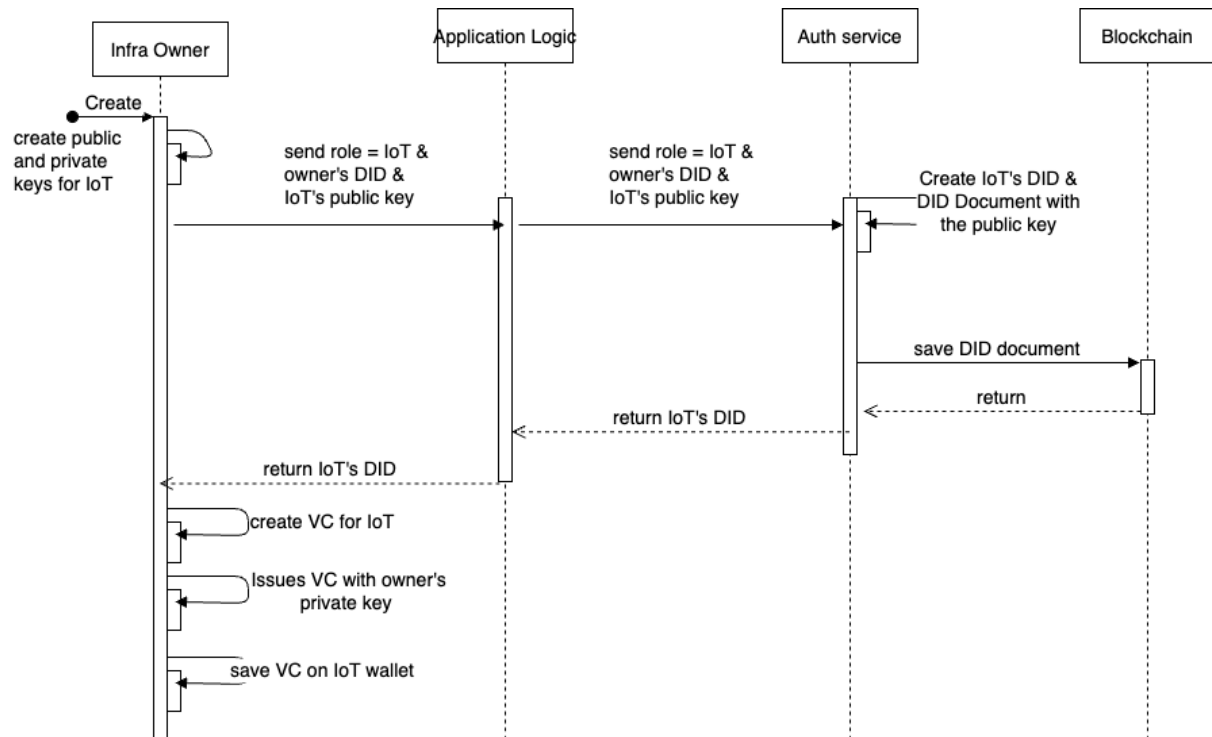 Infra Owner
Application Logic
Auth service
Blockchain
Create
create public
and private
keys for IoT
send role = IoT &
owner's DID &
IoT's public key
send role = IoT &
owner's DID &
IoT's public key
Create IoT's DID &
DID Document with
the public key
save DID document
return
return IoT's DID
return IoT's DID
create VC for IoT
Issues VC with owner's
private key
save VC on IoT wallet